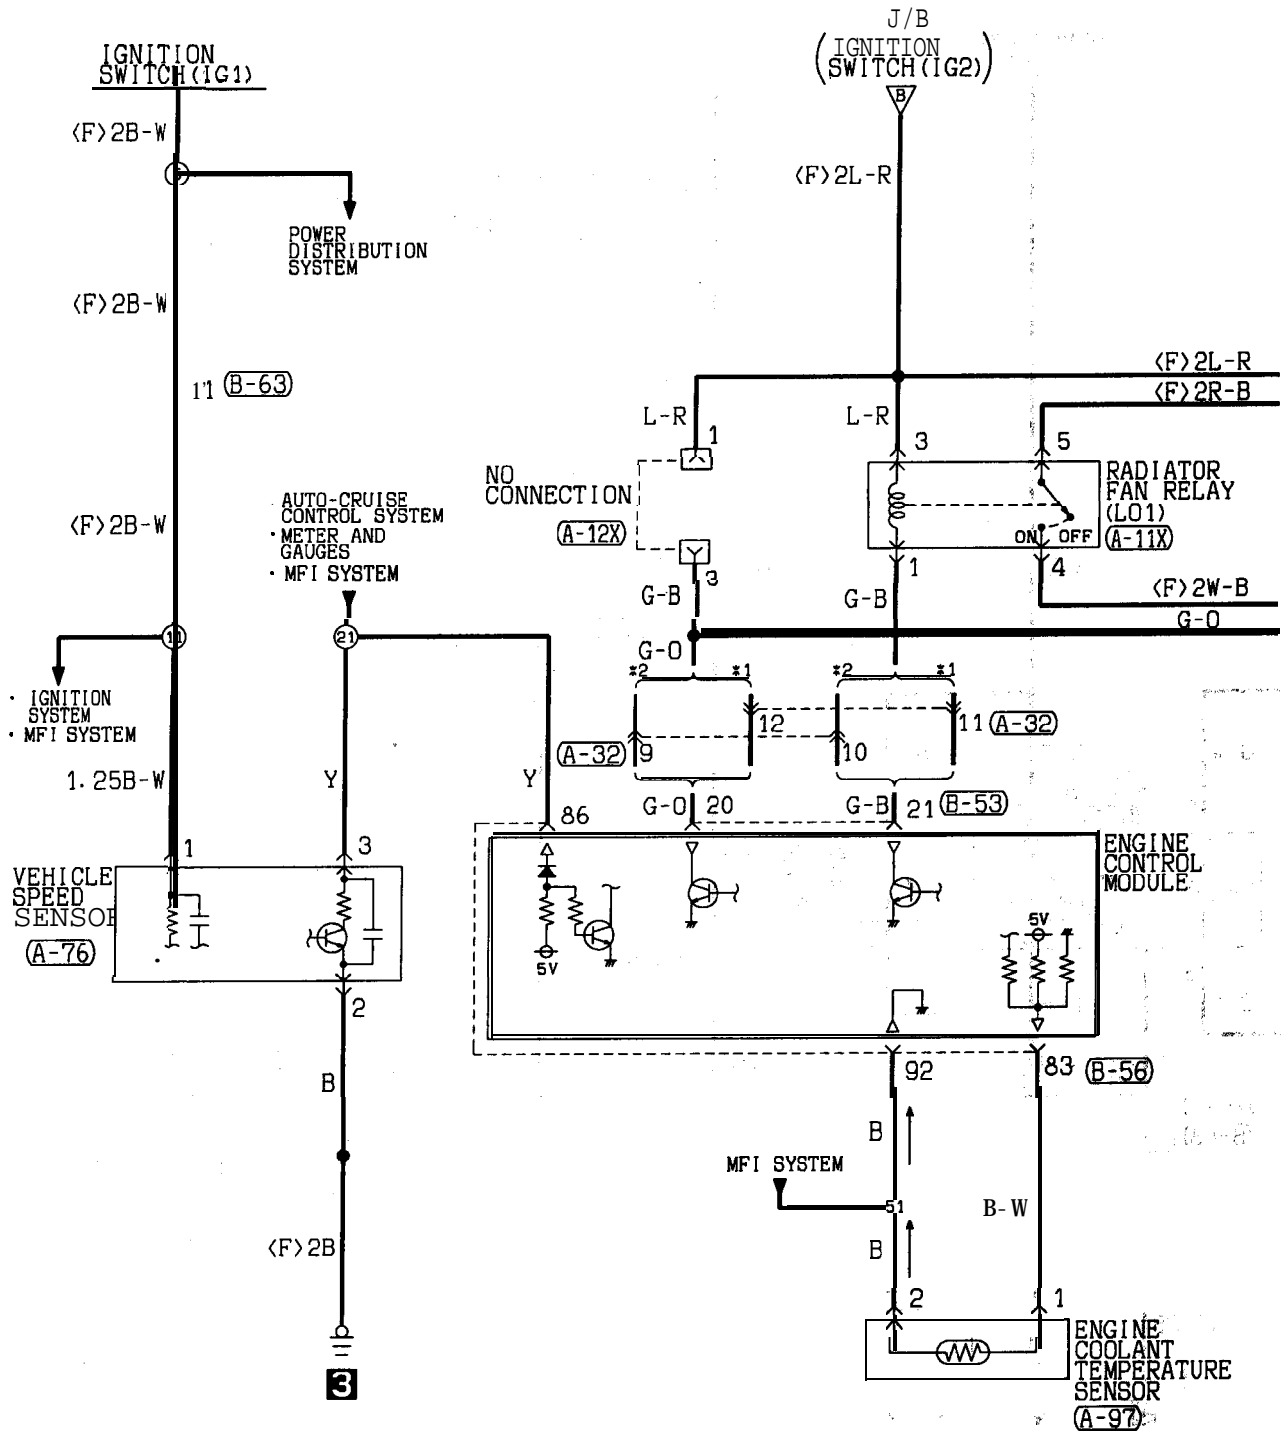 J/B
IGNITION
SWITCH(IG1)
(IGNITION
SWITCH(IG2))
B
<F>2B-W
<F>2L-R
POWER
DISTRIBUTION
SYSTEM
<F>2B-W
<F>2L-R
<F>2R-B
11 (B-63)
L-R
L-R
1
3
5
NO
CONNECTION
(A-12X)
RADIATOR
FAN RELAY
(L01)
(A-11X)
ON OFF
AUTO-CRUISE
CONTROL SYSTEM
· METER AND
GAUGES
· MFI SYSTEM
<F>2B-W
3
1
4
G-B
G-B
<F>2W-B
G-O
11
21
G-O
*2
*1
*2
*1
· IGNITION
SYSTEM
· MFI SYSTEM
12
11 (A-32)
(A-32) 9
10
1.25B-W
Y
Y
G-O 20
G-B 21 (B-53)
86
1
3
ENGINE
CONTROL
MODULE
VEHICLE
SPEED
SENSOR
(A-76)
5V
5V
2
92
83 (B-56)
B
B
MFI SYSTEM
51
B-W
<F>2B
B
2
1
3
ENGINE
COOLANT
TEMPERATURE
SENSOR
(A-97)